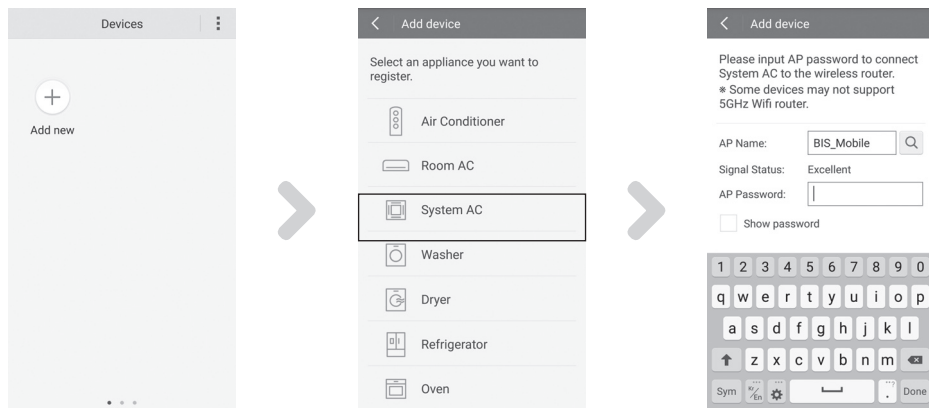 Devices
Add new
Add device
Select an appliance you want to
register.
Air Conditioner
Room AC
System AC
Washer
Dryer
Refrigerator
Oven
Add device
Please input AP password to connect
System AC to the wireless router.
* Some devices may not support
5GHz Wifi router.
AP Name: BIS_Mobile
Signal Status: Excellent
AP Password:
Show password
1 2 3 4 5 6 7 8 9 0
q w e r t y u i o p
a s d f g h j k l
z x c v b n m
Sym Kr/En . Done